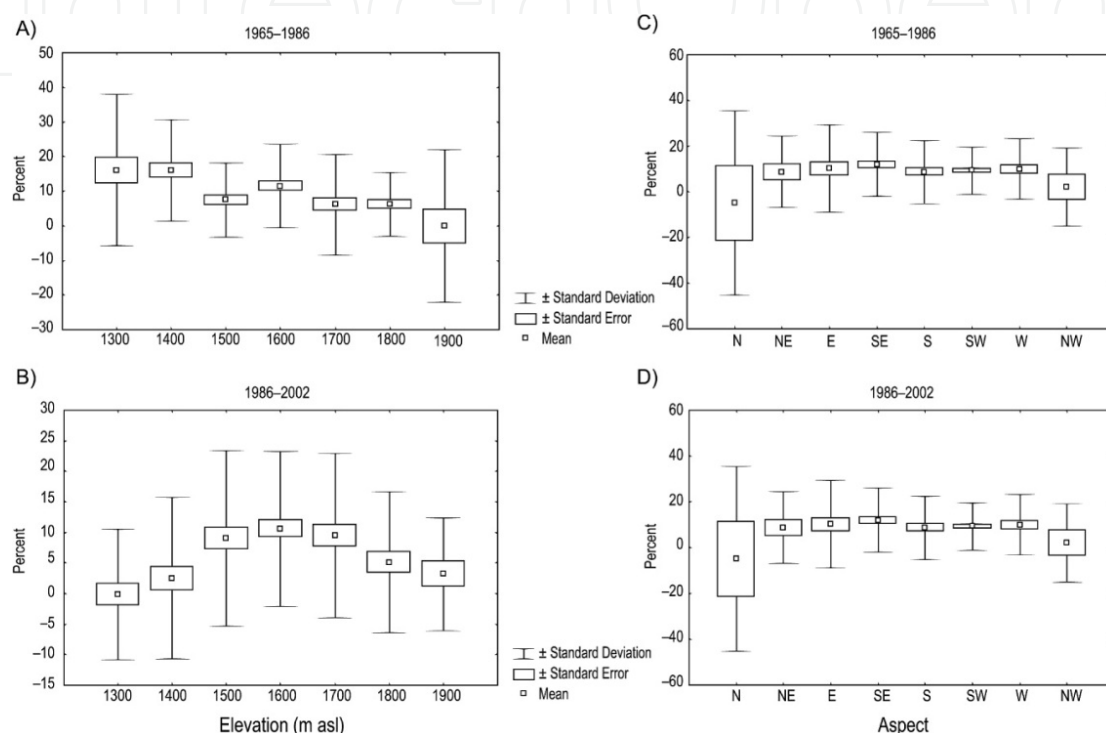 A)
1965–1986
Percent
50
40
30
20
10
0
–10
–20
–30
1300 1400 1500 1600 1700 1800 1900
± Standard Deviation
± Standard Error
Mean
B)
1986–2002
Percent
30
25
20
15
10
5
0
–5
–10
–15
1300 1400 1500 1600 1700 1800 1900
Elevation (m asl)
± Standard Deviation
± Standard Error
Mean
C)
1965–1986
Percent
60
40
20
0
–20
–40
–60
N NE E SE S SW W NW
D)
1986–2002
Percent
60
40
20
0
–20
–40
–60
N NE E SE S SW W NW
Aspect